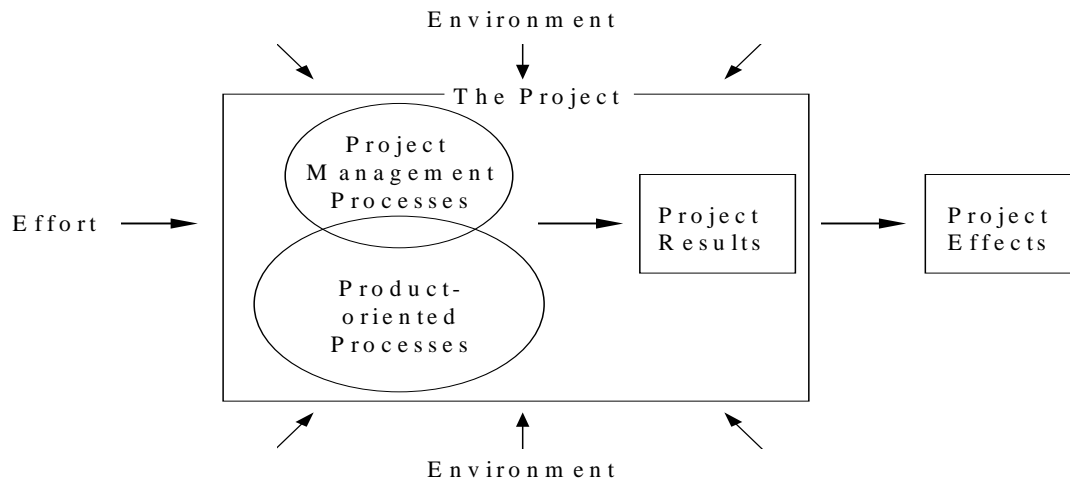 Environment
The Project
Project
Management
Processes
Effort
Project
Results
Project
Effects
Product-
oriented
Processes
Environment